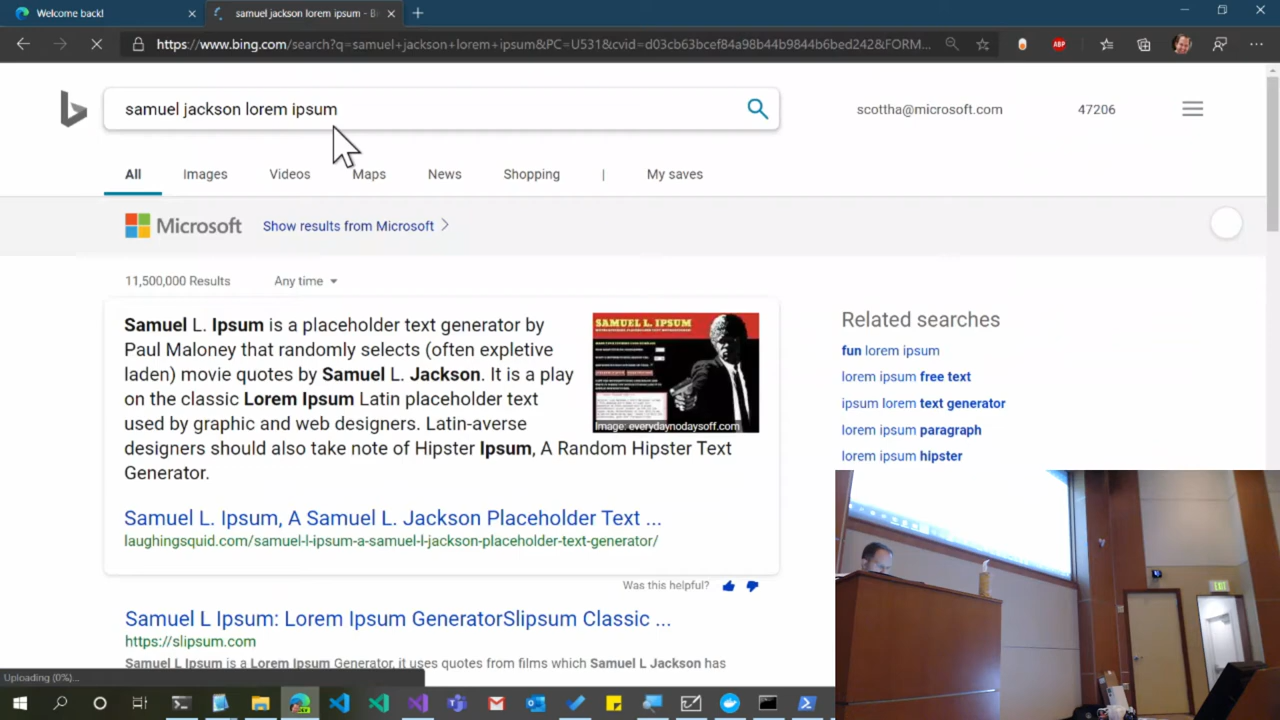 Welcome back!
samuel jackson lorem ipsum - B
https://www.bing.com/search?q=samuel+jackson+lorem+ipsum&PC=U531&cvid=d03cb63bcef84a98b44b9844b6bed242&FORM...
ABP
samuel jackson lorem ipsum
scottha@microsoft.com
47206
All
Images
Videos
Maps
News
Shopping
|
My saves
Microsoft
Show results from Microsoft
11,500,000 Results
Any time
Samuel L. Ipsum is a placeholder text generator by
Paul Maloney that randomly selects (often expletive
laden) movie quotes by Samuel L. Jackson. It is a play
on the classic Lorem Ipsum Latin placeholder text
used by graphic and web designers. Latin-averse
designers should also take note of Hipster Ipsum, A Random Hipster Text
Generator.
SAMUEL L. IPSUM
Image: everydaynodaysoff.com
Samuel L. Ipsum, A Samuel L. Jackson Placeholder Text ...
laughingsquid.com/samuel-l-ipsum-a-samuel-l-jackson-placeholder-text-generator/
Was this helpful?
Samuel L Ipsum: Lorem Ipsum GeneratorSlipsum Classic ...
https://slipsum.com
Samuel L Ipsum is a Lorem Ipsum Generator, it uses quotes from films which Samuel L Jackson has
Related searches
fun lorem ipsum
lorem ipsum free text
ipsum lorem text generator
lorem ipsum paragraph
lorem ipsum hipster
Uploading (0%)...